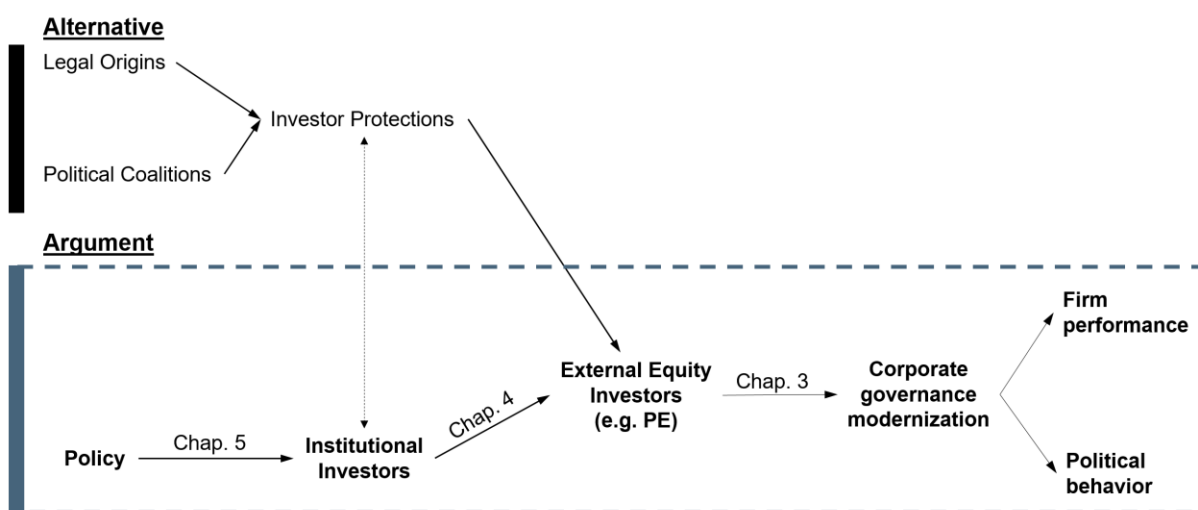 Alternative
Legal Origins
Investor Protections
Political Coalitions
Argument
Firm
performance
External Equity
Investors
(e.g. PE)
Chap. 3
Corporate
governance
modernization
Chap. 4
Policy
Chap. 5
Institutional
Investors
Political
behavior